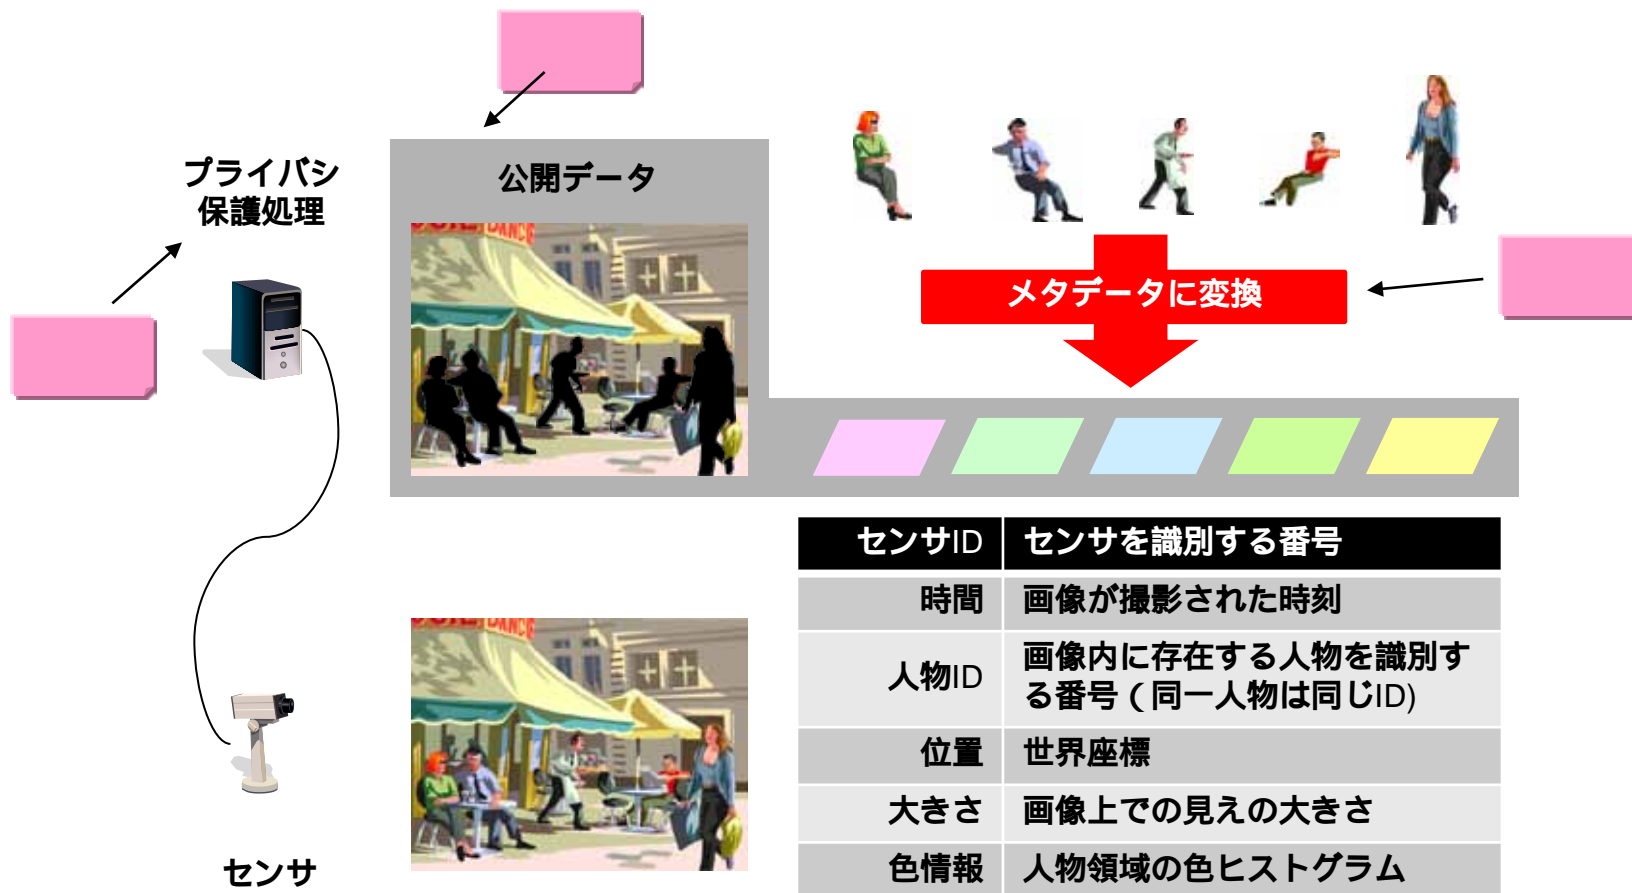 プライバシ
保護処理
公開データ
メタデータに変換
センサID センサを識別する番号
時間 画像が撮影された時刻
人物ID 画像内に存在する人物を識別す
る番号（同一人物は同じID)
位置 世界座標
大きさ 画像上での見えの大きさ
色情報 人物領域の色ヒストグラム
センサ